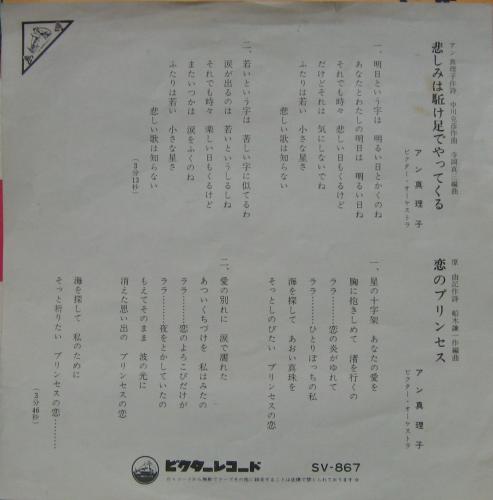 悲しみは駈け足でやってくる
アン真理子作詩 中川克彦作曲 寺岡真三編曲
アン真理子
ビクター・オーケストラ
一、明日という字は 明るい日とかくのね
あなたとわたしの明日は 明るい日ね
それでも時々 悲しい日もくるけど
だけどそれは 気にしないでね
ふたりは若い 小さな星さ
悲しい歌は知らない
二、若いという字は 苦しい字に似てるわ
涙が出るのは 若いというしるしね
それでも時々 楽しい日もくるけど
またいつかは 涙をふくのね
ふたりは若い 小さな星さ
悲しい歌は知らない
(3分13秒)
恋のプリンセス
原 由記作詩 船木謙一作編曲
アン真理子
ビクター・オーケストラ
一、星の十字架 あなたの愛を
胸に抱きしめて 渚を行くの
ララ………恋の炎がゆれて
ララ………ひとりぼっちの私
海を探して あおい真珠を
そっとしのびたい プリンセスの恋
二、愛の別れに 涙で濡れた
あついくちづけを 私はみたの
ララ………恋のよろこびだけが
ララ………夜をとかしていたの
もえてそのまま 波の光に
消えた思い出の プリンセスの恋
海を探して 私のために
そっと祈りたい プリンセスの恋………
(3分46秒)
ビクターレコード
SV-867